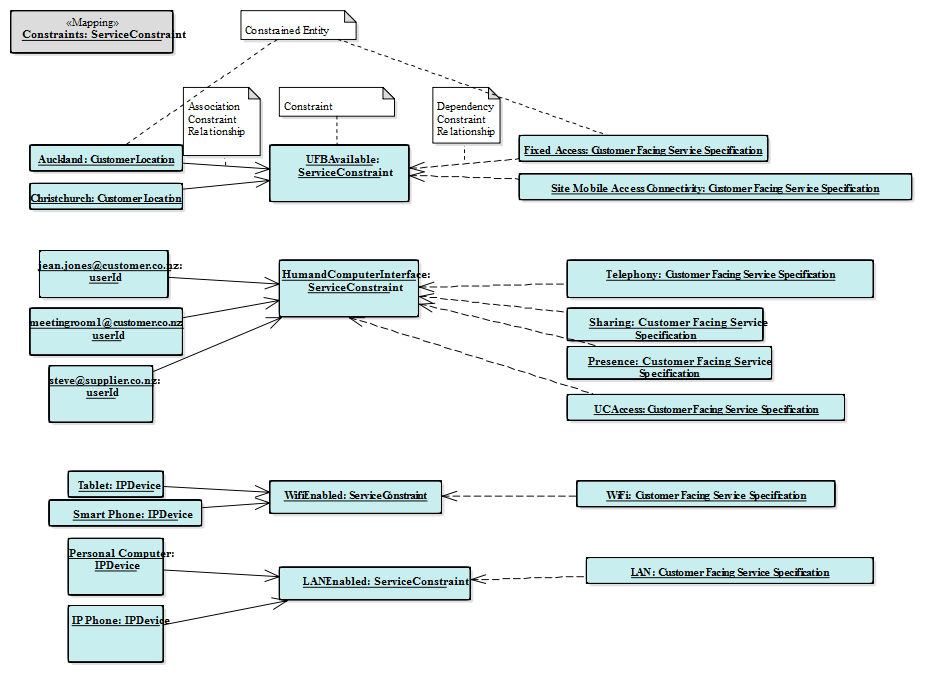 «Mapping»
Constraints: ServiceConstraint
Constrained Entity
Association
Constraint
Relationship
Constraint
Dependency
Constraint
Relationship
Auckland: CustomerLocation
UFBAvailable:
ServiceConstraint
Fixed Access: Customer Facing Service Specification
Christchurch: Customer Location
Site Mobile Access Connectivity: Customer Facing Service Specification
jean.jones@customer.co.nz:
userId
HumandComputerInterface:
ServiceConstraint
Telephony: Customer Facing Service Specification
meetingroom1@customer.co.nz
userId
Sharing: Customer Facing Service
Specification
Presence: Customer Facing Service
Specification
steve@supplier.co.nz:
userId
UCAccess: Customer Facing Service Specification
Tablet: IPDevice
WifiEnabled: ServiceConstraint
WiFi: Customer Facing Service Specification
Smart Phone: IPDevice
Personal Computer:
IPDevice
LANEnabled: ServiceConstraint
LAN: Customer Facing Service Specification
IP Phone: IPDevice